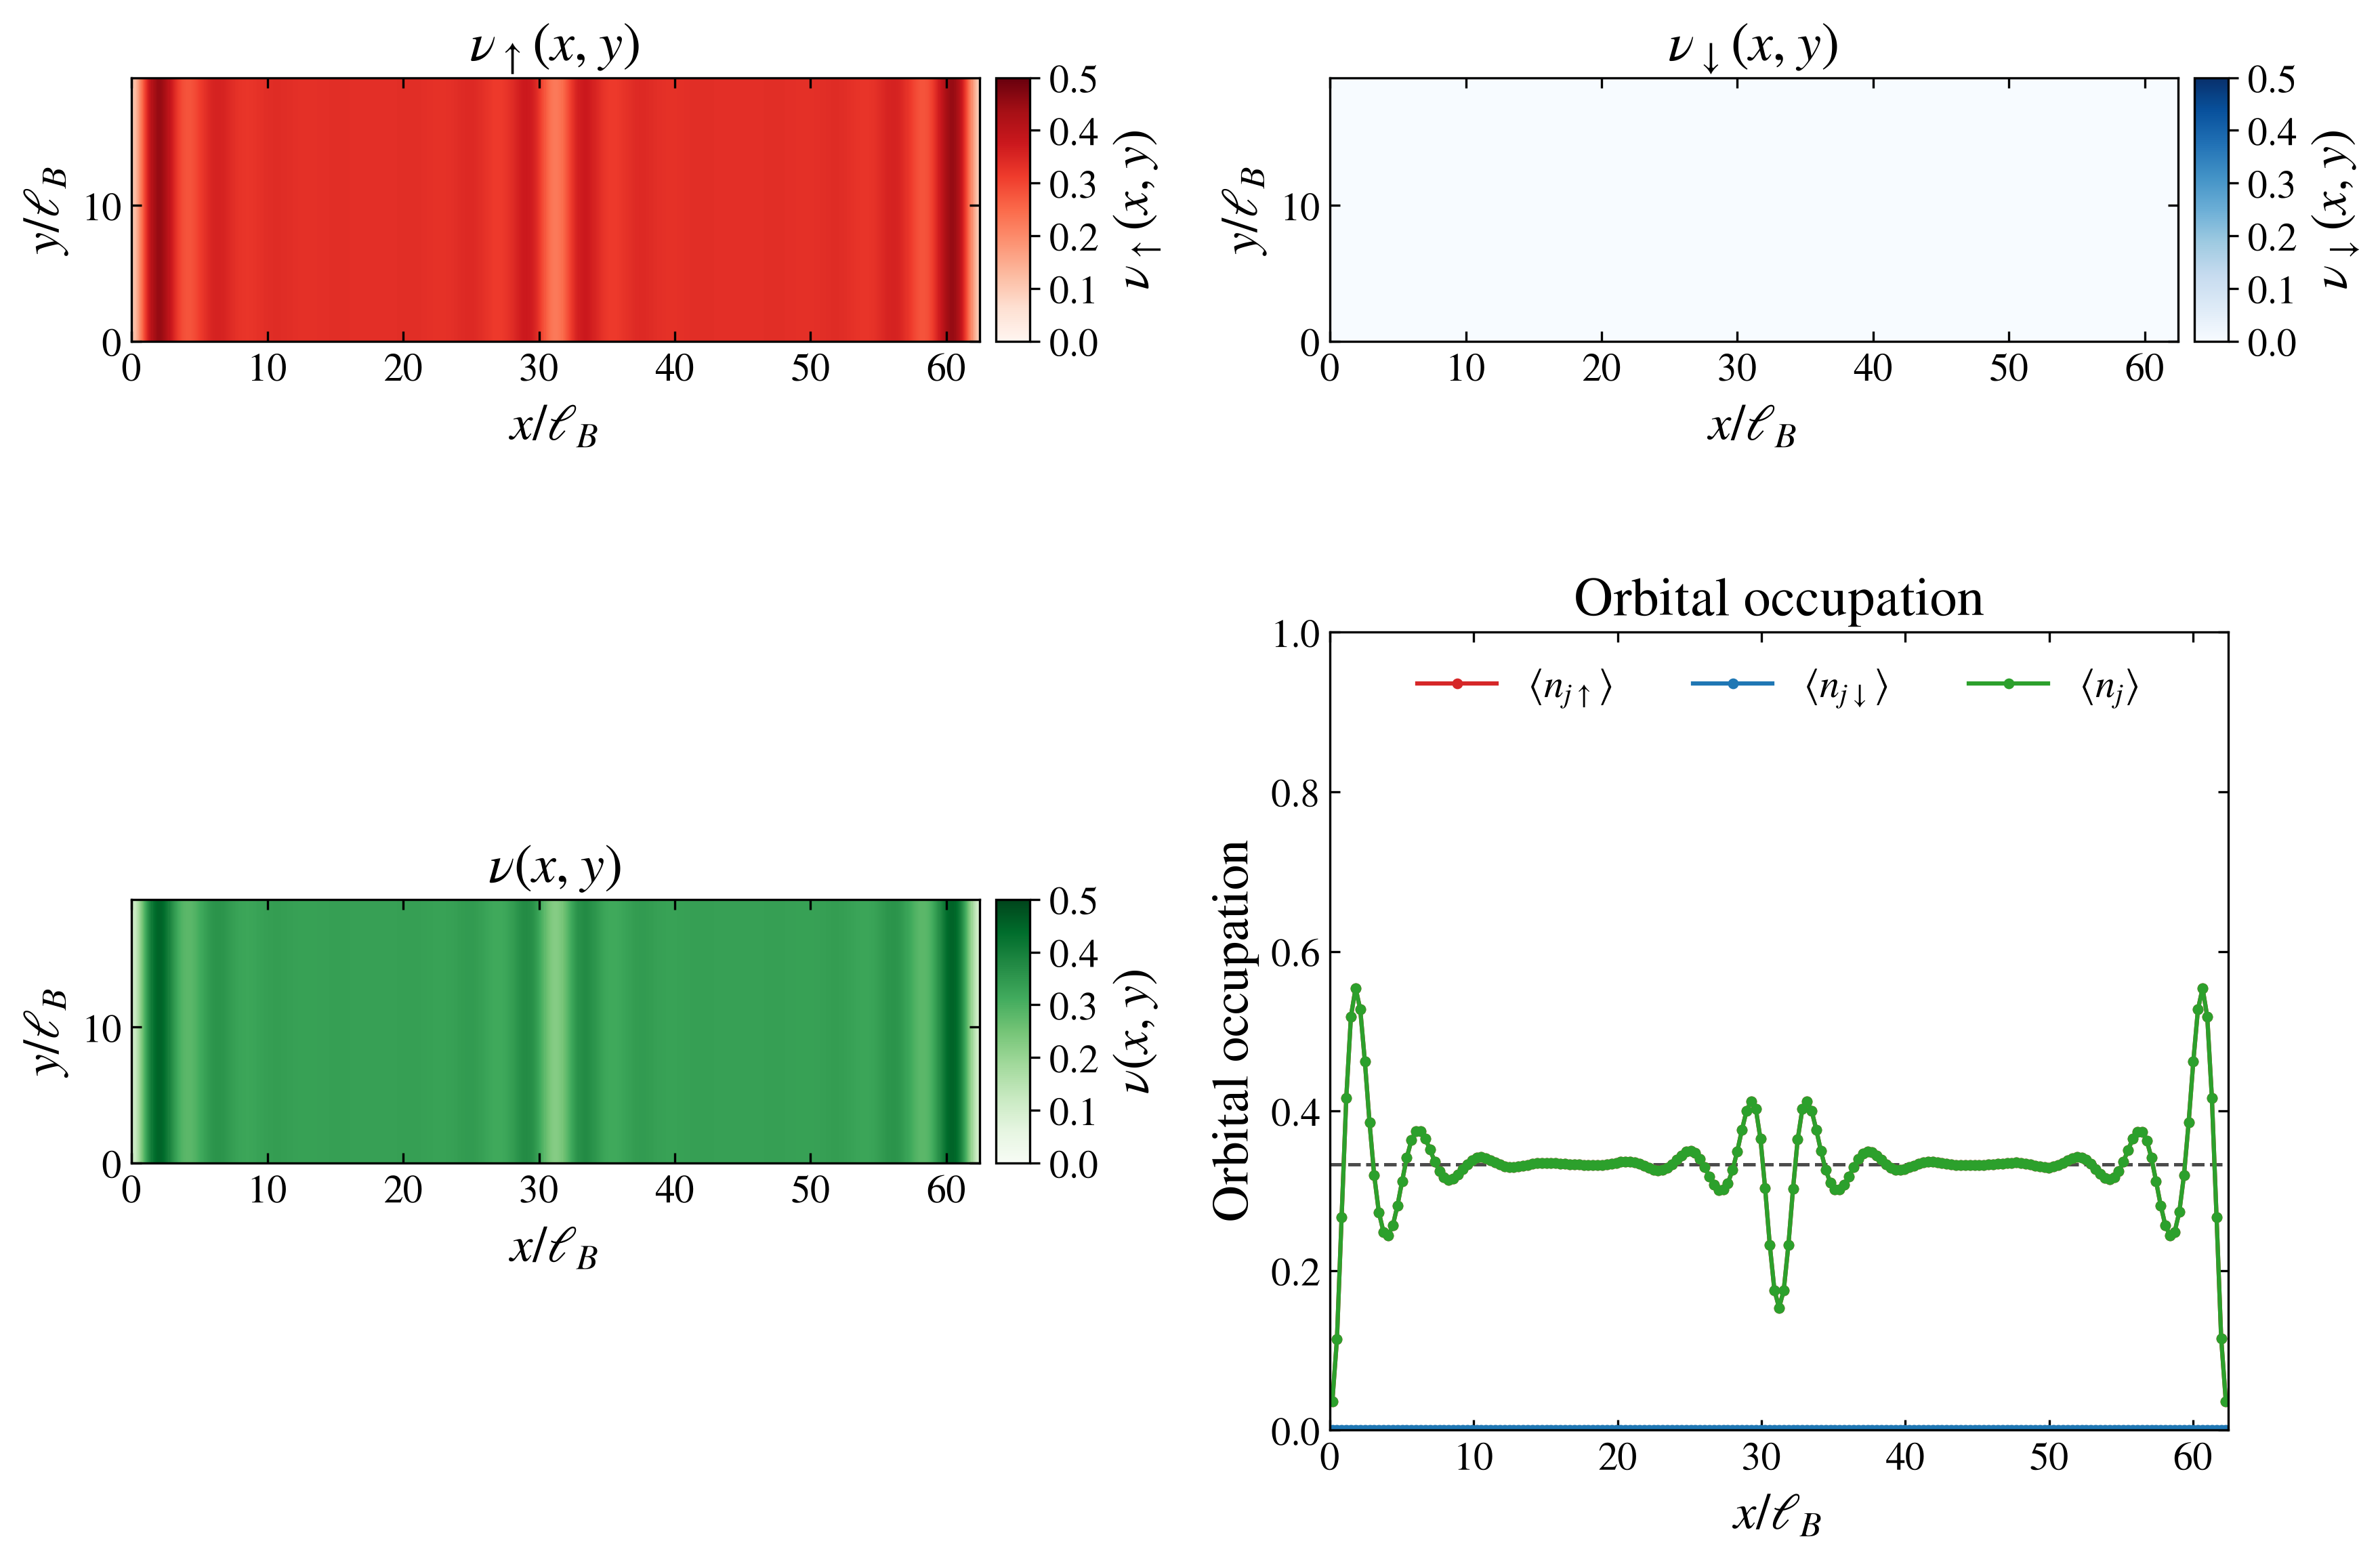 ν↑(x, y)
0.5
0.4
0.3
0.2
0.1
0.0
ν↑(x, y)
y/ℓB
10
0
0 10 20 30 40 50 60
x/ℓB
ν↓(x, y)
0.5
0.4
0.3
0.2
0.1
0.0
ν↓(x, y)
y/ℓB
10
0
0 10 20 30 40 50 60
x/ℓB
ν(x, y)
0.5
0.4
0.3
0.2
0.1
0.0
ν(x, y)
y/ℓB
10
0
0 10 20 30 40 50 60
x/ℓB
Orbital occupation
⟨nj↑⟩ ⟨nj↓⟩ ⟨nj⟩
Orbital occupation
1.0
0.8
0.6
0.4
0.2
0.0
0 10 20 30 40 50 60
x/ℓB